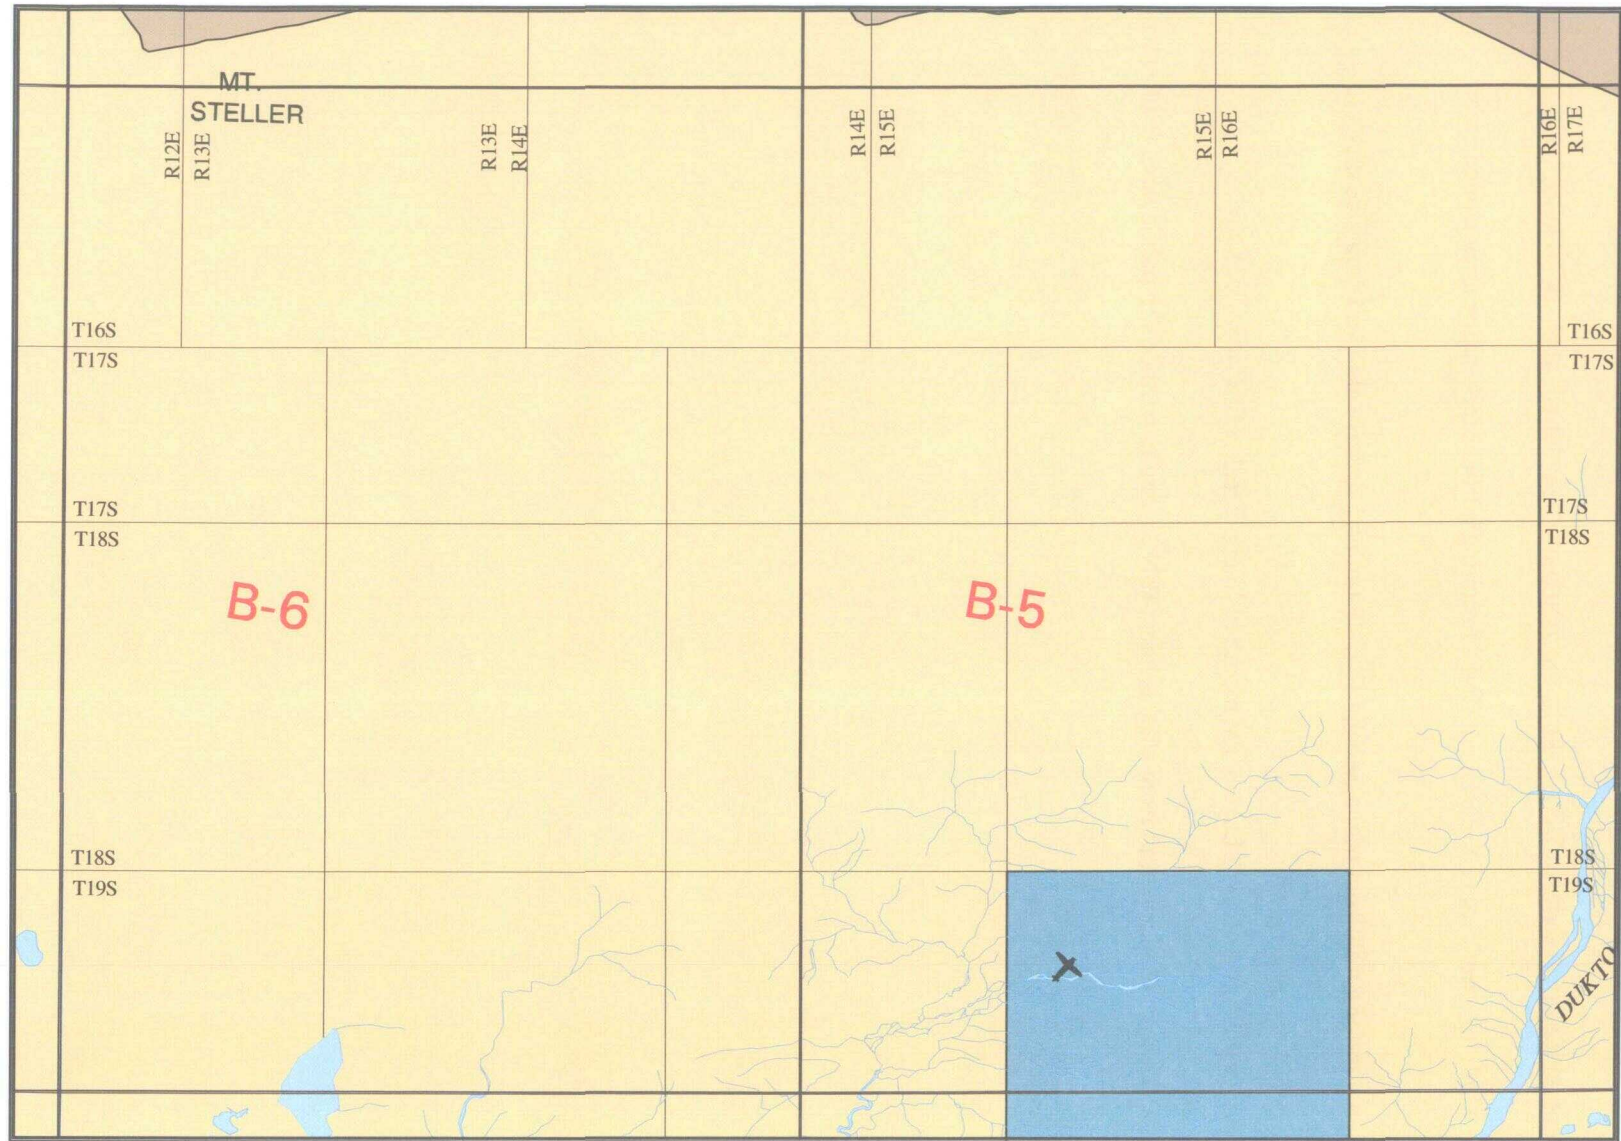 MT.
STELLER
R12E
R13E
R13E
R14E
R14E
R15E
R15E
R16E
R16E
R17E
T16S
T16S
T17S
T17S
T17S
T17S
T18S
T18S
B-6
B-5
T18S
T18S
T19S
T19S
DUKTO